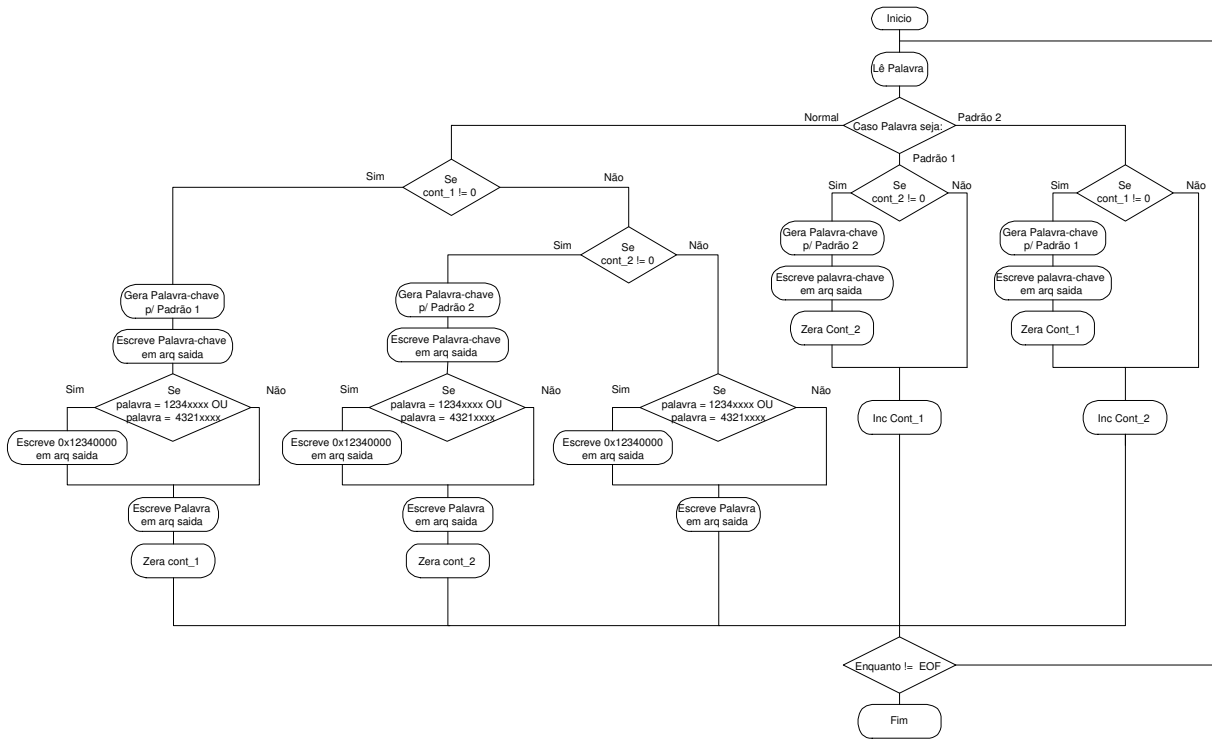 Inicio
Lê Palavra
Caso Palavra seja:
Normal
Padrão 2
Padrão 1
Se
cont_1 != 0
Sim
Não
Se
cont_2 != 0
Sim
Não
Se
cont_2 != 0
Sim
Não
Se
cont_1 != 0
Sim
Não
Gera Palavra-chave
p/ Padrão 2
Escreve palavra-chave
em arq saida
Zera Cont_2
Gera Palavra-chave
p/ Padrão 1
Escreve palavra-chave
em arq saida
Zera Cont_1
Gera Palavra-chave
p/ Padrão 1
Escreve Palavra-chave
em arq saida
Sim
Se
palavra = 1234xxxx OU
palavra = 4321xxxx
Não
Escreve 0x12340000
em arq saida
Escreve Palavra
em arq saida
Zera cont_1
Gera Palavra-chave
p/ Padrão 2
Escreve Palavra-chave
em arq saida
Sim
Se
palavra = 1234xxxx OU
palavra = 4321xxxx
Não
Escreve 0x12340000
em arq saida
Escreve Palavra
em arq saida
Zera cont_2
Sim
Se
palavra = 1234xxxx OU
palavra = 4321xxxx
Não
Escreve 0x12340000
em arq saida
Escreve Palavra
em arq saida
Inc Cont_1
Inc Cont_2
Enquanto != EOF
Fim